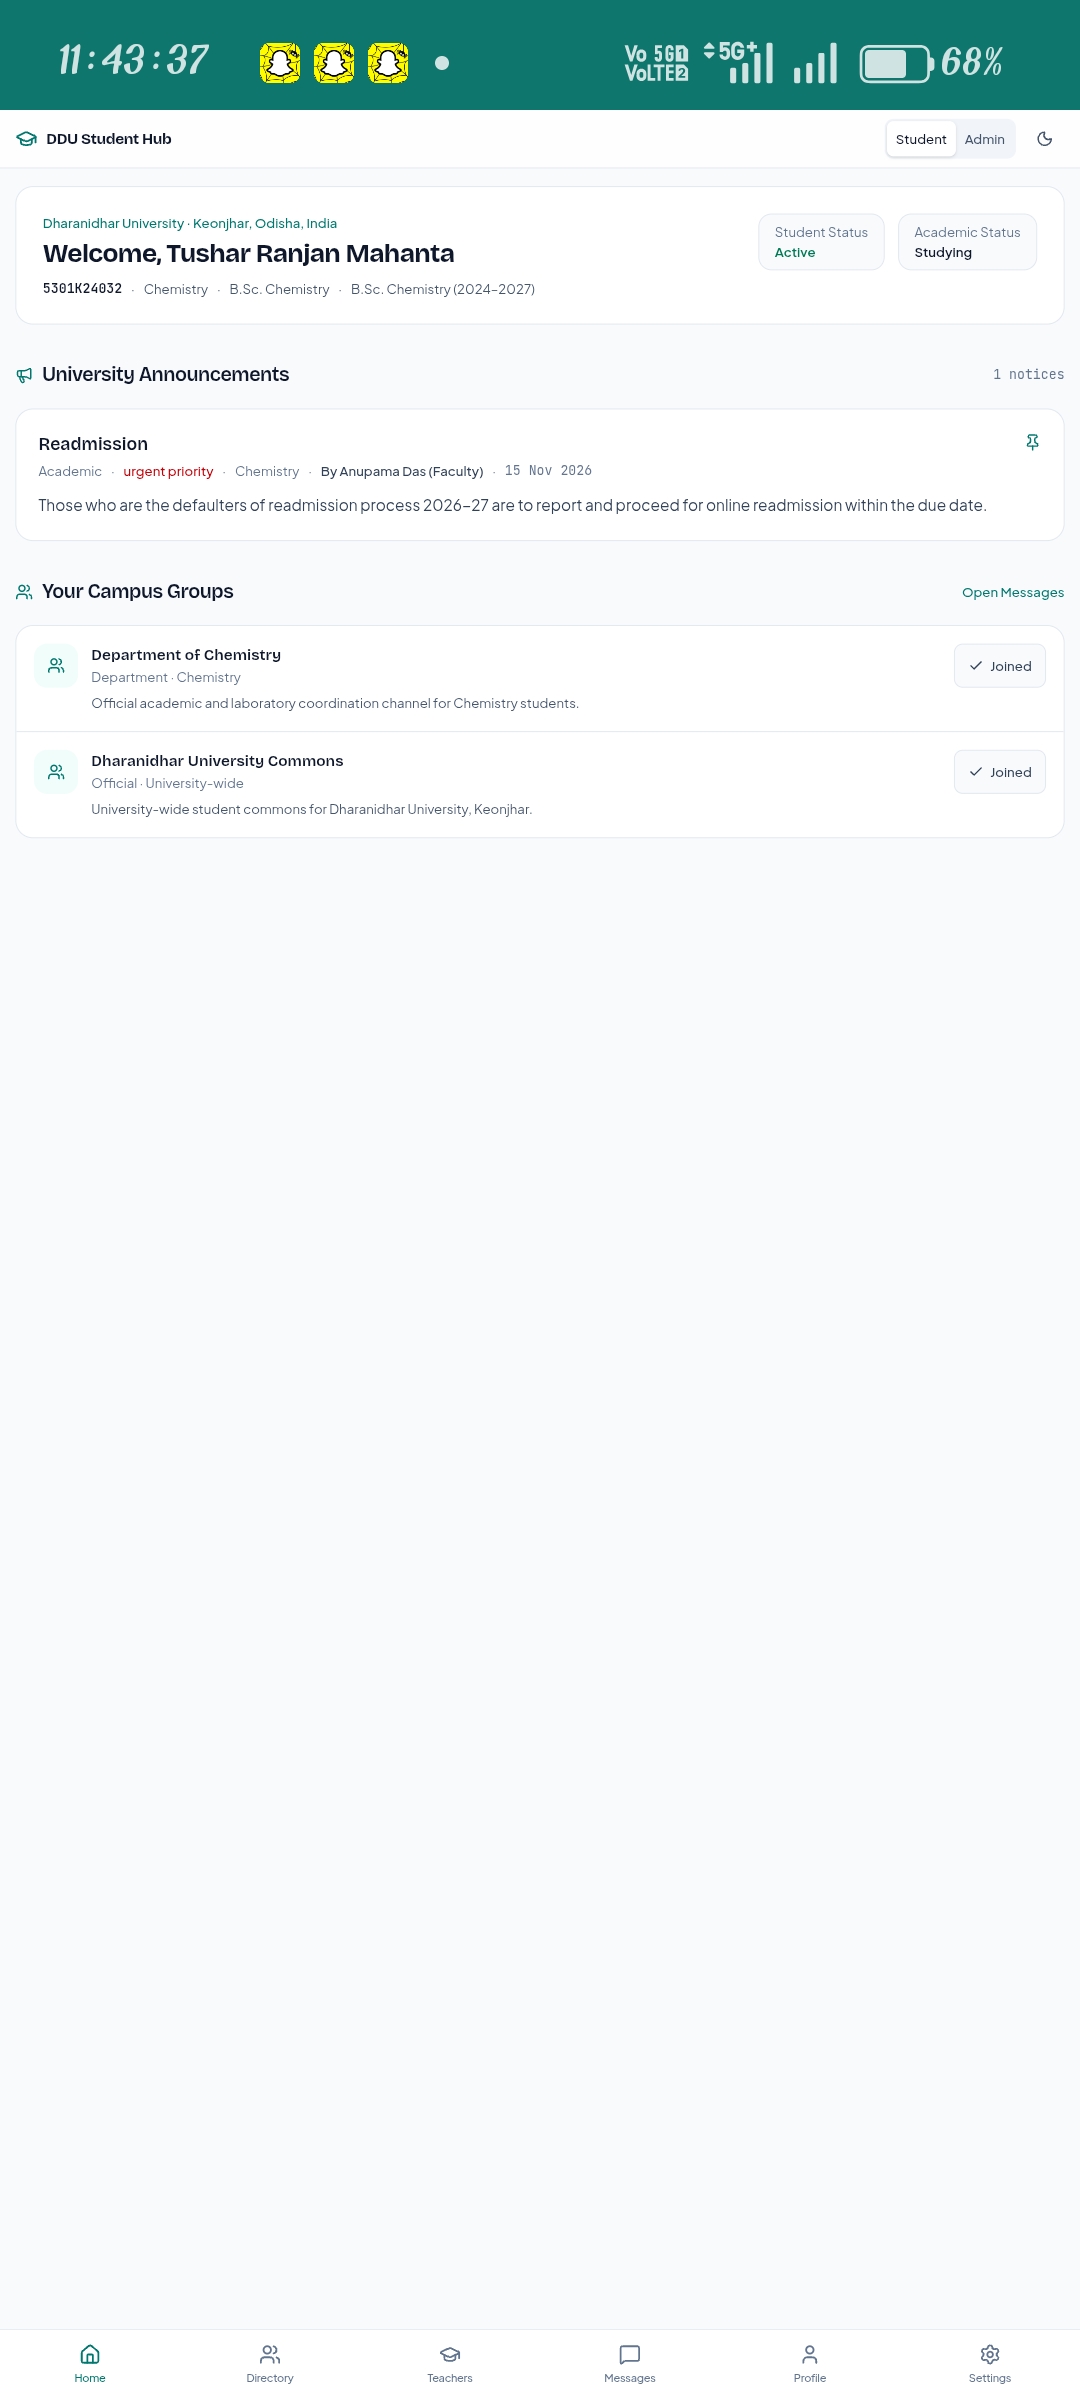 11:43:37 Vo 5G 1 5G+ 68%
VoLTE 2
DDU Student Hub Student Admin
Dharanidhar University · Keonjhar, Odisha, India
Welcome, Tushar Ranjan Mahanta
5301K24032 · Chemistry · B.Sc. Chemistry · B.Sc. Chemistry (2024–2027)
Student Status
Active
Academic Status
Studying
University Announcements 1 notices
Readmission
Academic · urgent priority · Chemistry · By Anupama Das (Faculty) · 15 Nov 2026
Those who are the defaulters of readmission process 2026–27 are to report and proceed for online readmission within the due date.
Your Campus Groups Open Messages
Department of Chemistry
Department · Chemistry
Official academic and laboratory coordination channel for Chemistry students.
Joined
Dharanidhar University Commons
Official · University-wide
University-wide student commons for Dharanidhar University, Keonjhar.
Joined
Home Directory Teachers Messages Profile Settings